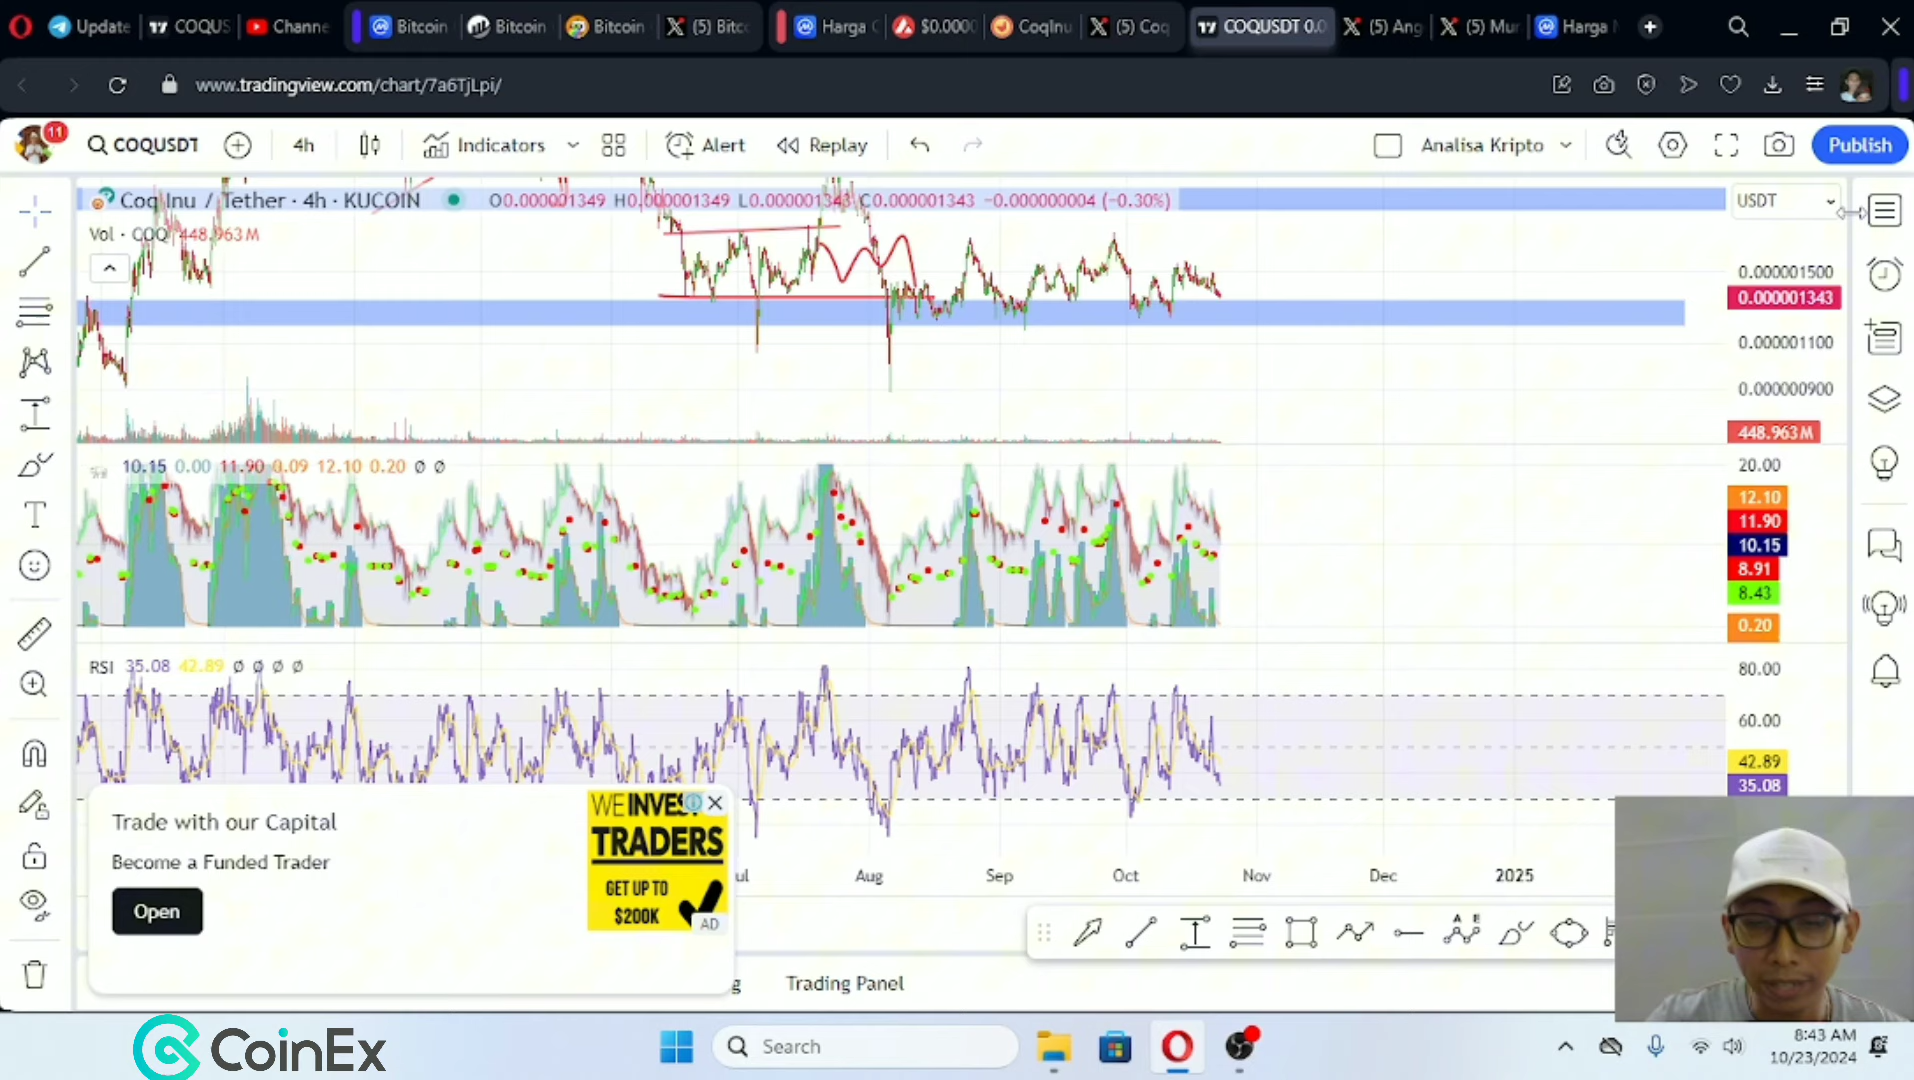 Update
COQUS
Channe
Bitcoin
Bitcoin
Bitcoin
(5) Bitc
Harga C
$0.0000
CoqInu
(5) Coq
COQUSDT 0.0
(5) Ang
(5) Mur
Harga
www.tradingview.com/chart/7a6TjLpi/
11
COQUSDT
4h
Indicators
Alert
Replay
Analisa Kripto
Publish
Coq Inu / Tether · 4h · KUCOIN O0.000001349 H0.000001349 L0.000001343 C0.000001343 −0.000000004 (−0.30%)
USDT
Vol · COQ 448.963M
0.000001500
0.000001343
0.000001100
0.000000900
448.963M
10.15 0.00 11.90 0.09 12.10 0.20 Ø Ø
20.00
12.10
11.90
10.15
8.91
8.43
0.20
RSI 35.08 42.89 Ø Ø Ø Ø
80.00
60.00
42.89
35.08
Trade with our Capital
Become a Funded Trader
Open
WE INVES
TRADERS
GET UP TO
$200K
AD
ul
Aug
Sep
Oct
Nov
Dec
2025
A E
g
Trading Panel
CoinEx
Search
8:43 AM
10/23/2024